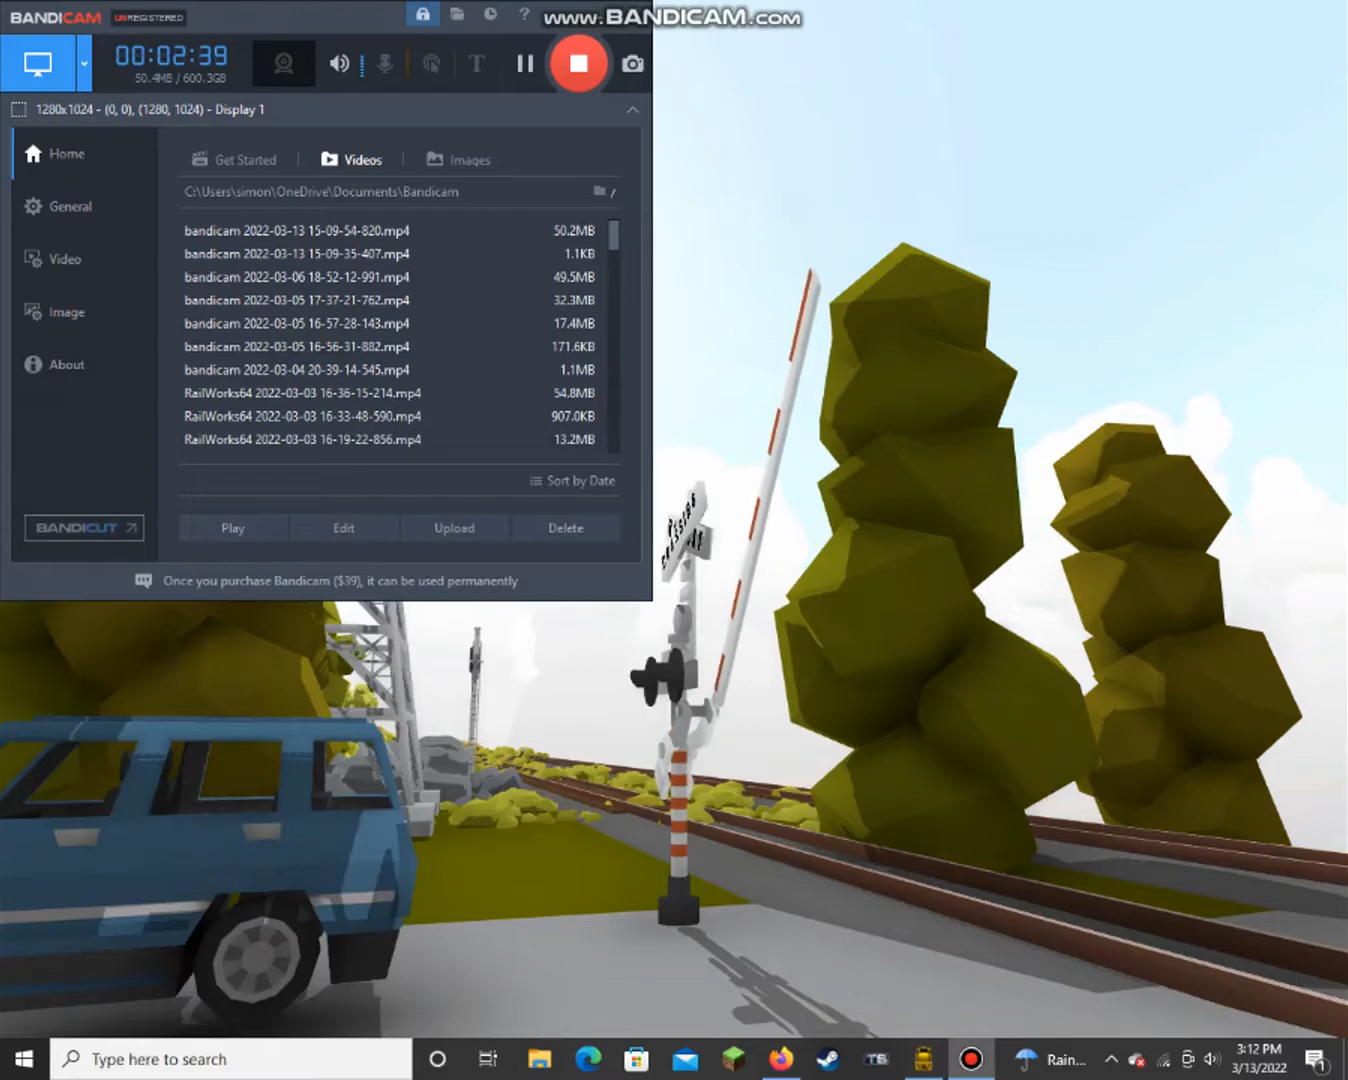 BANDICAM UNREGISTERED
www.BANDICAM.com
00:02:39
50.4MB / 600.3GB
1280x1024 - (0, 0), (1280, 1024) - Display 1
Home
General
Video
Image
About
BANDICUT
Get Started
Videos
Images
C:\Users\simon\OneDrive\Documents\Bandicam
bandicam 2022-03-13 15-09-54-820.mp4 50.2MB
bandicam 2022-03-13 15-09-35-407.mp4 1.1KB
bandicam 2022-03-06 18-52-12-991.mp4 49.5MB
bandicam 2022-03-05 17-37-21-762.mp4 32.3MB
bandicam 2022-03-05 16-57-28-143.mp4 17.4MB
bandicam 2022-03-05 16-56-31-882.mp4 171.6KB
bandicam 2022-03-04 20-39-14-545.mp4 1.1MB
RailWorks64 2022-03-03 16-36-15-214.mp4 54.8MB
RailWorks64 2022-03-03 16-33-48-590.mp4 907.0KB
RailWorks64 2022-03-03 16-19-22-856.mp4 13.2MB
Sort by Date
Play Edit Upload Delete
Once you purchase Bandicam ($39), it can be used permanently
Type here to search
TS
Rain...
3:12 PM
3/13/2022
1